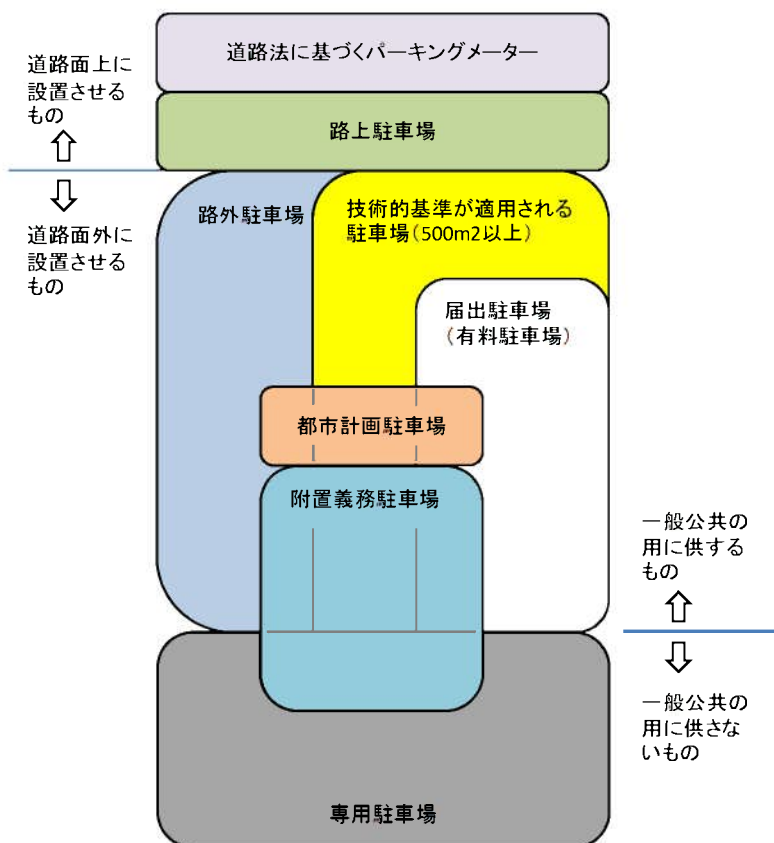 道路法に基づくパーキングメーター
道路面上に
設置させる
もの
路上駐車場
道路面外に
設置させる
もの
路外駐車場
技術的基準が適用される
駐車場(500m2以上)
届出駐車場
(有料駐車場)
都市計画駐車場
附置義務駐車場
一般公共の
用に供する
もの
一般公共の
用に供さな
いもの
専用駐車場